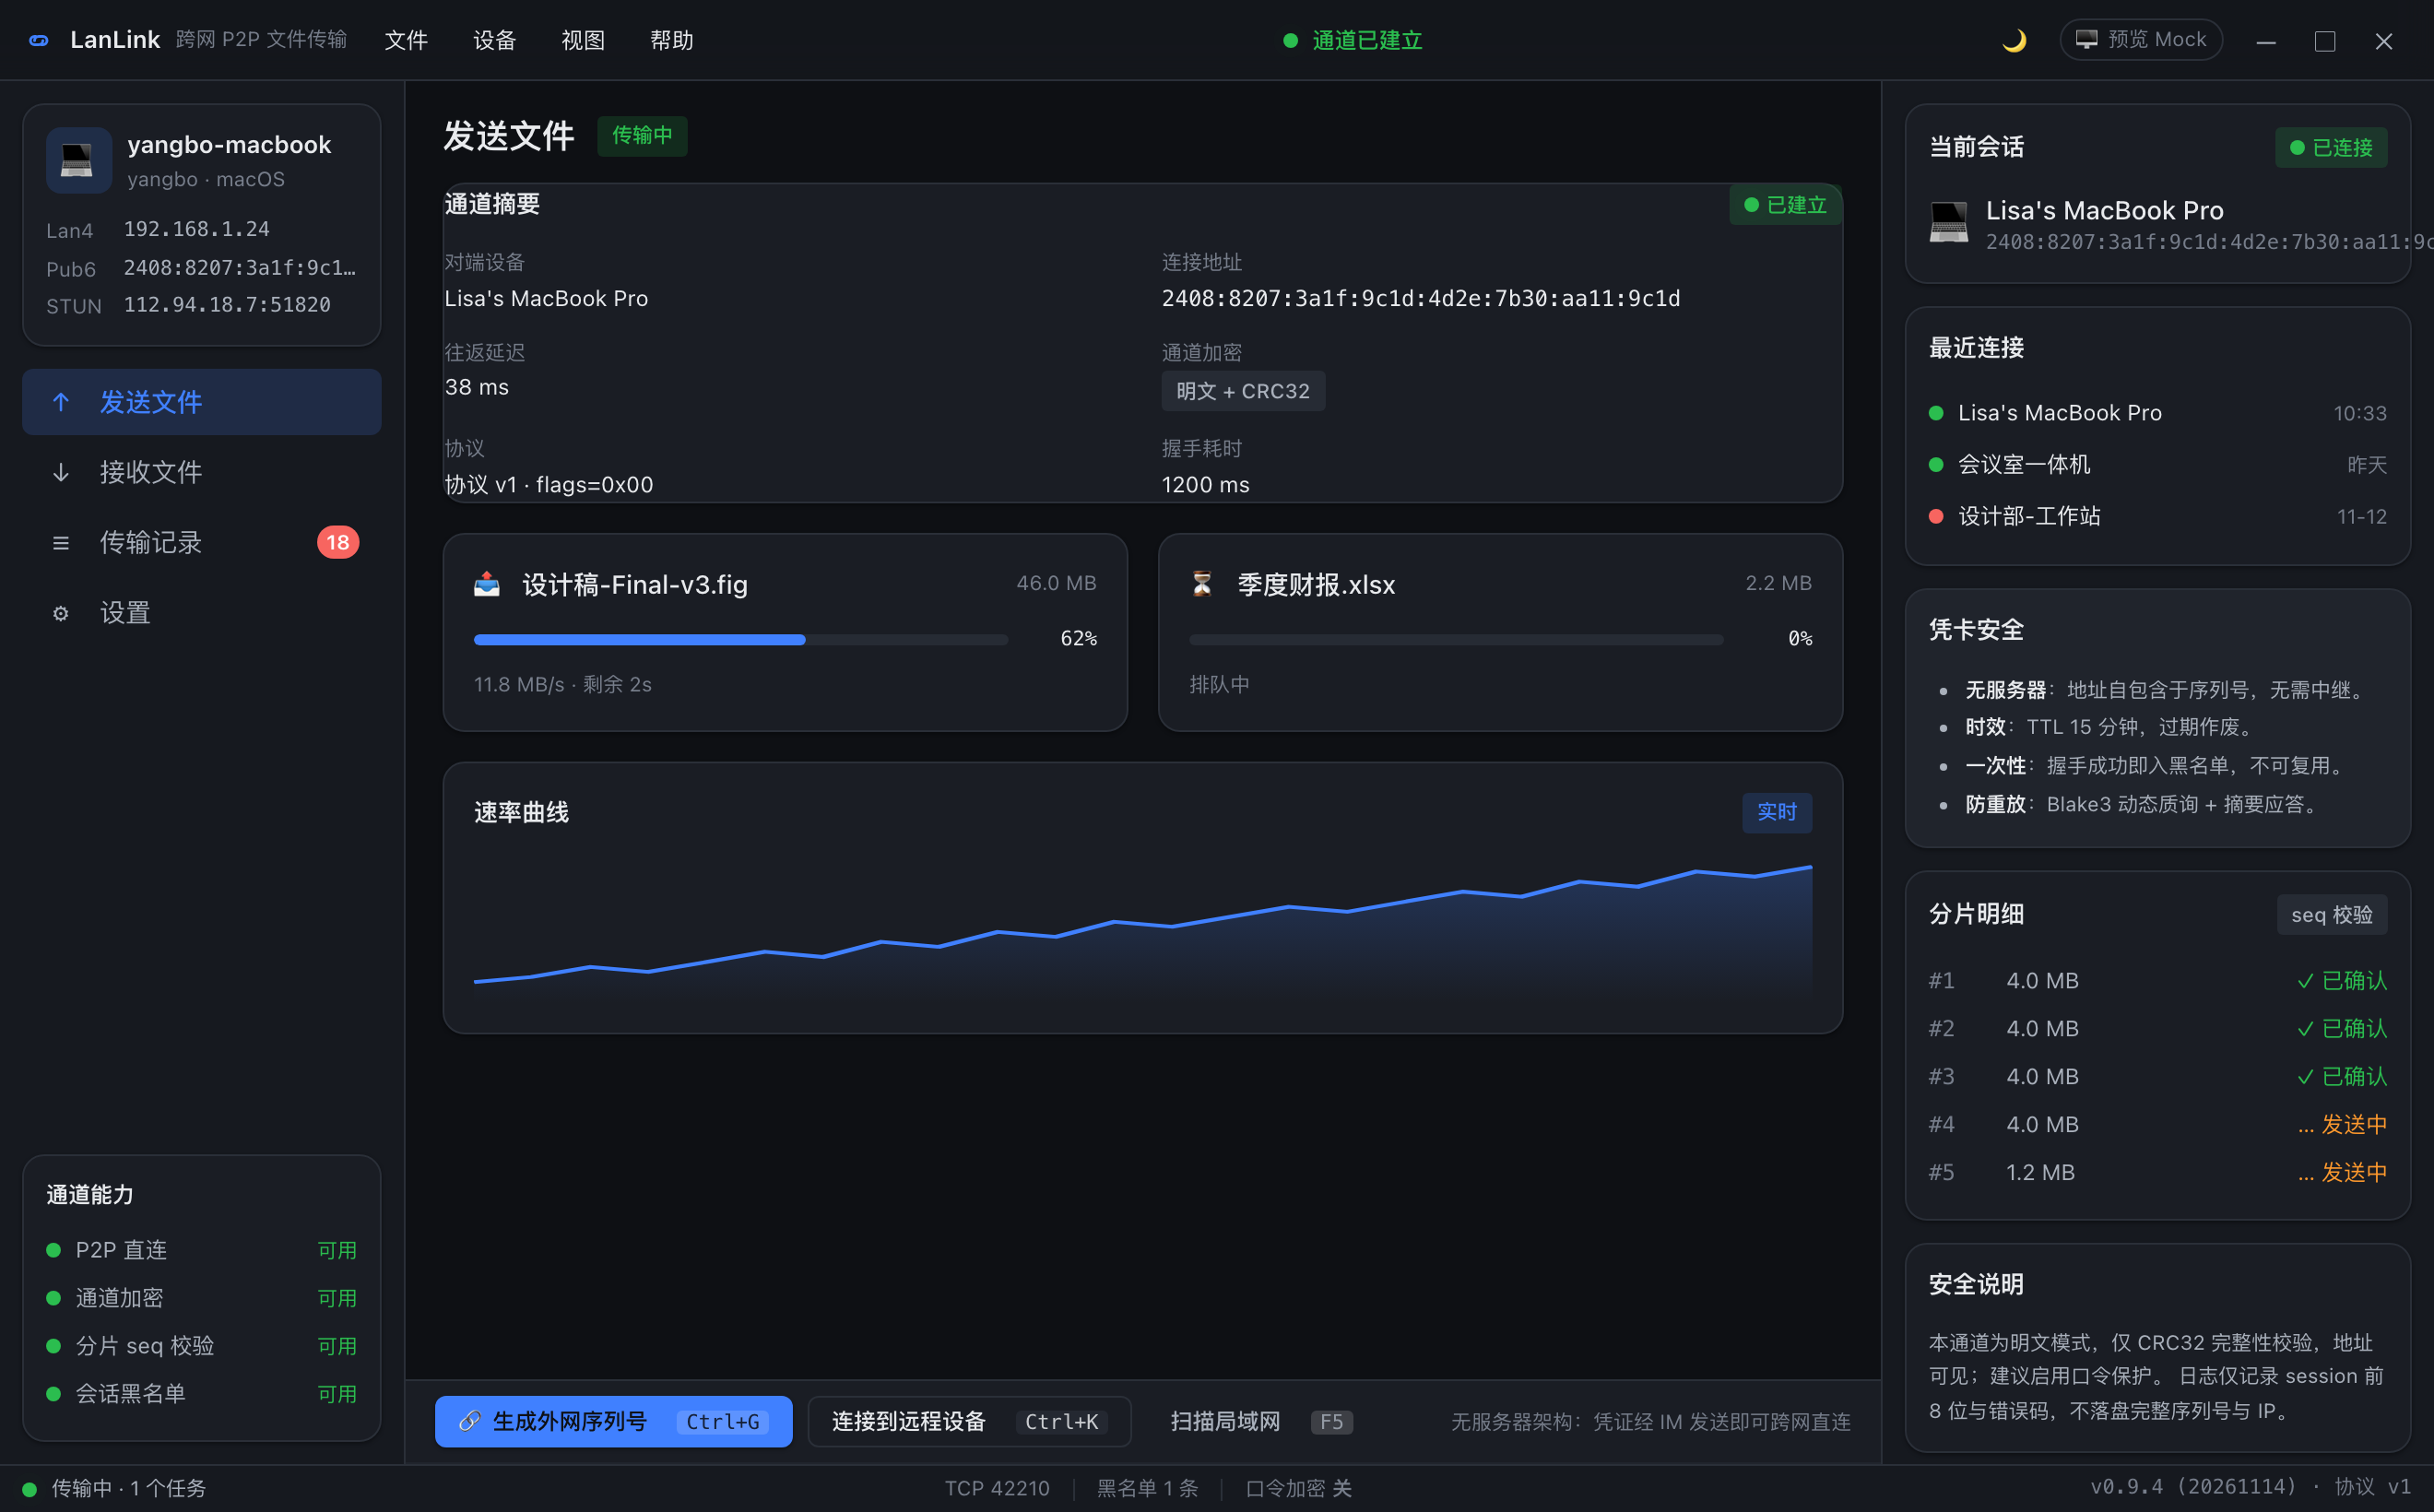 LanLink 跨网 P2P 文件传输 文件 设备 视图 帮助
通道已建立
预览 Mock
yangbo-macbook
yangbo · macOS
Lan4 192.168.1.24
Pub6 2408:8207:3a1f:9c1…
STUN 112.94.18.7:51820
发送文件
接收文件
传输记录 18
设置
通道能力
P2P 直连 可用
通道加密 可用
分片 seq 校验 可用
会话黑名单 可用
发送文件 传输中
通道摘要 已建立
对端设备
Lisa's MacBook Pro
连接地址
2408:8207:3a1f:9c1d:4d2e:7b30:aa11:9c1d
往返延迟
38 ms
通道加密
明文 + CRC32
协议
协议 v1 · flags=0x00
握手耗时
1200 ms
设计稿-Final-v3.fig 46.0 MB
62%
11.8 MB/s · 剩余 2s
季度财报.xlsx 2.2 MB
0%
排队中
速率曲线 实时
生成外网序列号 Ctrl+G
连接到远程设备 Ctrl+K
扫描局域网 F5
无服务器架构：凭证经 IM 发送即可跨网直连
当前会话 已连接
Lisa's MacBook Pro
2408:8207:3a1f:9c1d:4d2e:7b30:aa11:9c
最近连接
Lisa's MacBook Pro 10:33
会议室一体机 昨天
设计部-工作站 11-12
凭卡安全
无服务器：地址自包含于序列号，无需中继。
时效：TTL 15 分钟，过期作废。
一次性：握手成功即入黑名单，不可复用。
防重放：Blake3 动态质询 + 摘要应答。
分片明细 seq 校验
#1 4.0 MB ✓ 已确认
#2 4.0 MB ✓ 已确认
#3 4.0 MB ✓ 已确认
#4 4.0 MB … 发送中
#5 1.2 MB … 发送中
安全说明
本通道为明文模式，仅 CRC32 完整性校验，地址
可见；建议启用口令保护。 日志仅记录 session 前
8 位与错误码，不落盘完整序列号与 IP。
传输中 · 1 个任务
TCP 42210 黑名单 1 条 口令加密 关
v0.9.4 (20261114) · 协议 v1